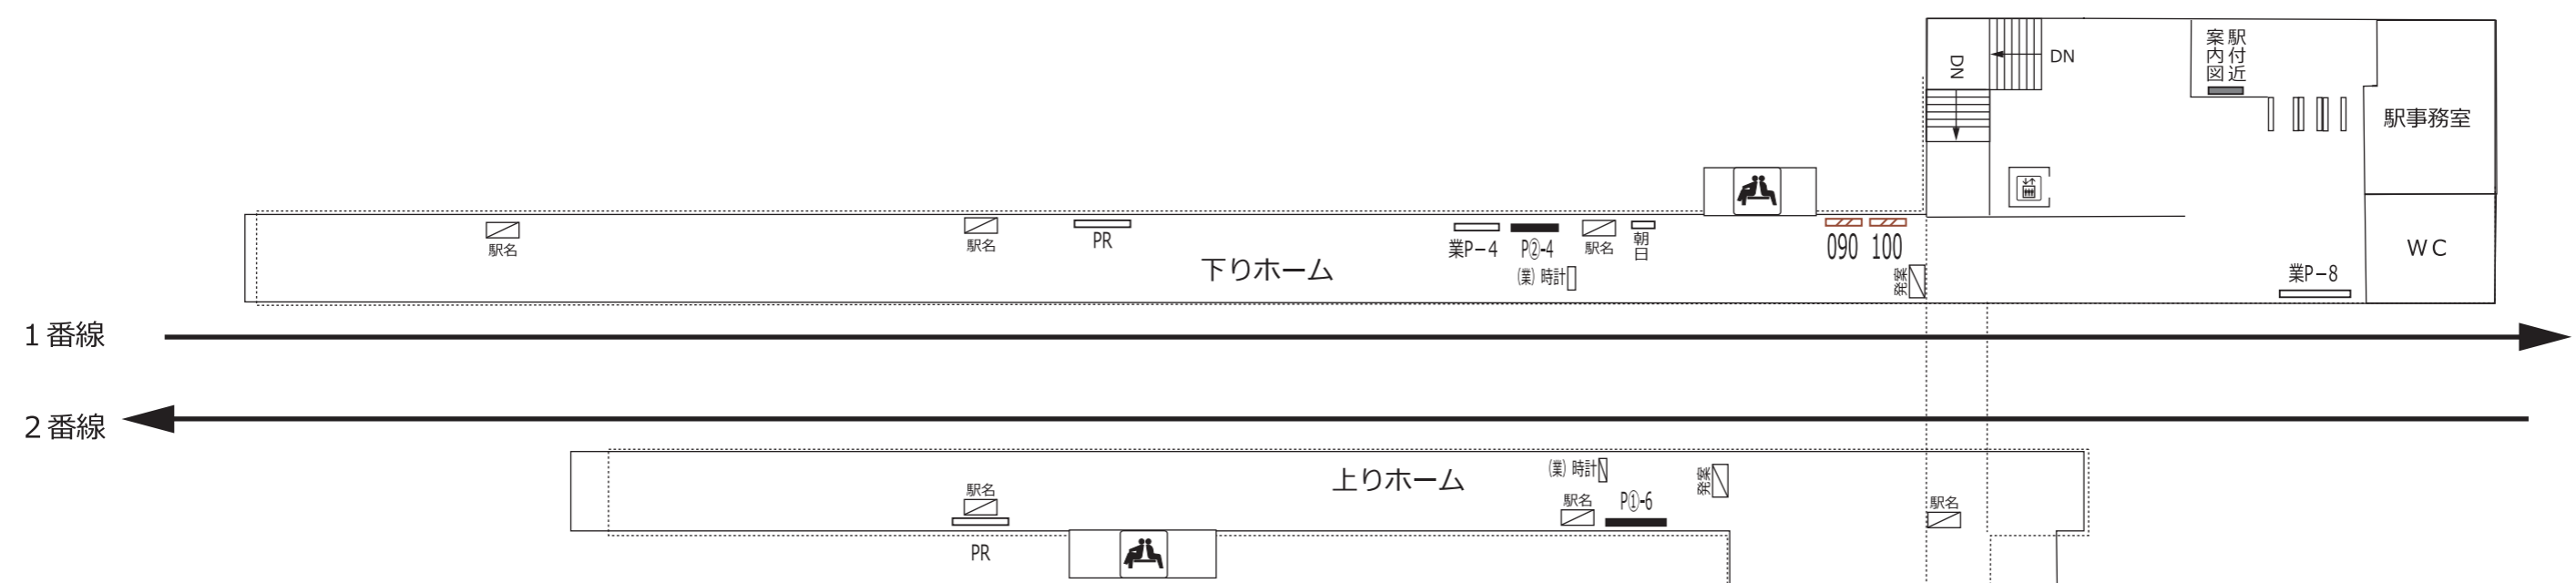 案内図
駅付近
DN
DN
駅事務室
駅名
駅名
PR
業P-4
P②-4
駅名
朝日
090
100
(業) 時計
発案
下りホーム
業P-8
WC
1番線
2番線
上りホーム
(業) 時計
発案
駅名
駅名
P①-6
駅名
PR